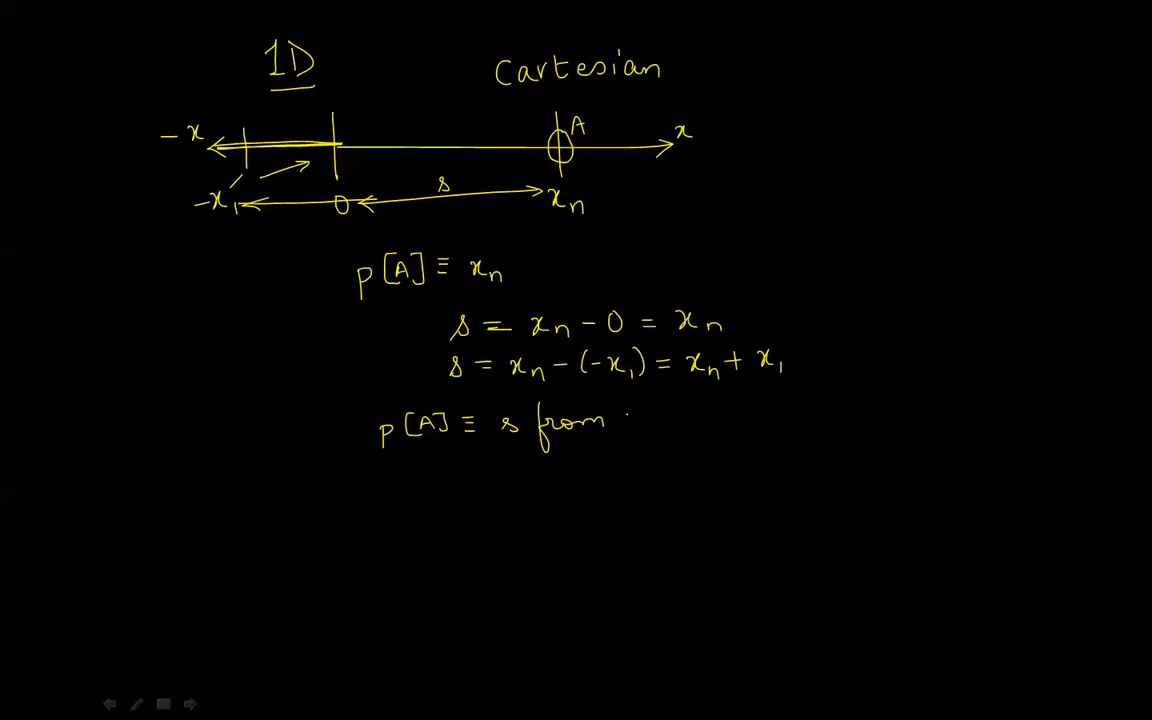 1D Cartesian
-x A x
-x₁ 0 s xₙ
p[A] ≡ xₙ
s = xₙ - 0 = xₙ
s = xₙ - (-x₁) = xₙ + x₁
p[A] ≡ s from